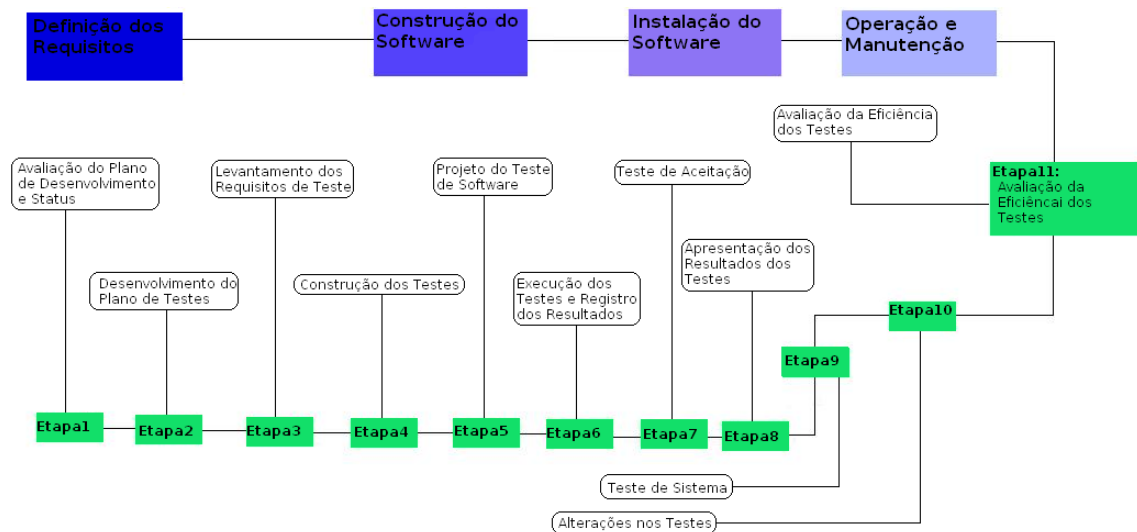 Definição dos
Requisitos
Construção do
Software
Instalação do
Software
Operação e
Manutenção
Avaliação da Eficiência
dos Testes
Avaliação do Plano
de Desenvolvimento
e Status
Levantamento dos
Requisitos de Teste
Projeto do Teste
de Software
Teste de Aceitação
Etapa11:
Avaliação da
Eficiêncai dos
Testes
Desenvolvimento do
Plano de Testes
Construção dos Testes
Execução dos
Testes e Registro
dos Resultados
Apresentação dos
Resultados dos
Testes
Etapa10
Etapa9
Etapa1
Etapa2
Etapa3
Etapa4
Etapa5
Etapa6
Etapa7
Etapa8
Teste de Sistema
Alterações nos Testes